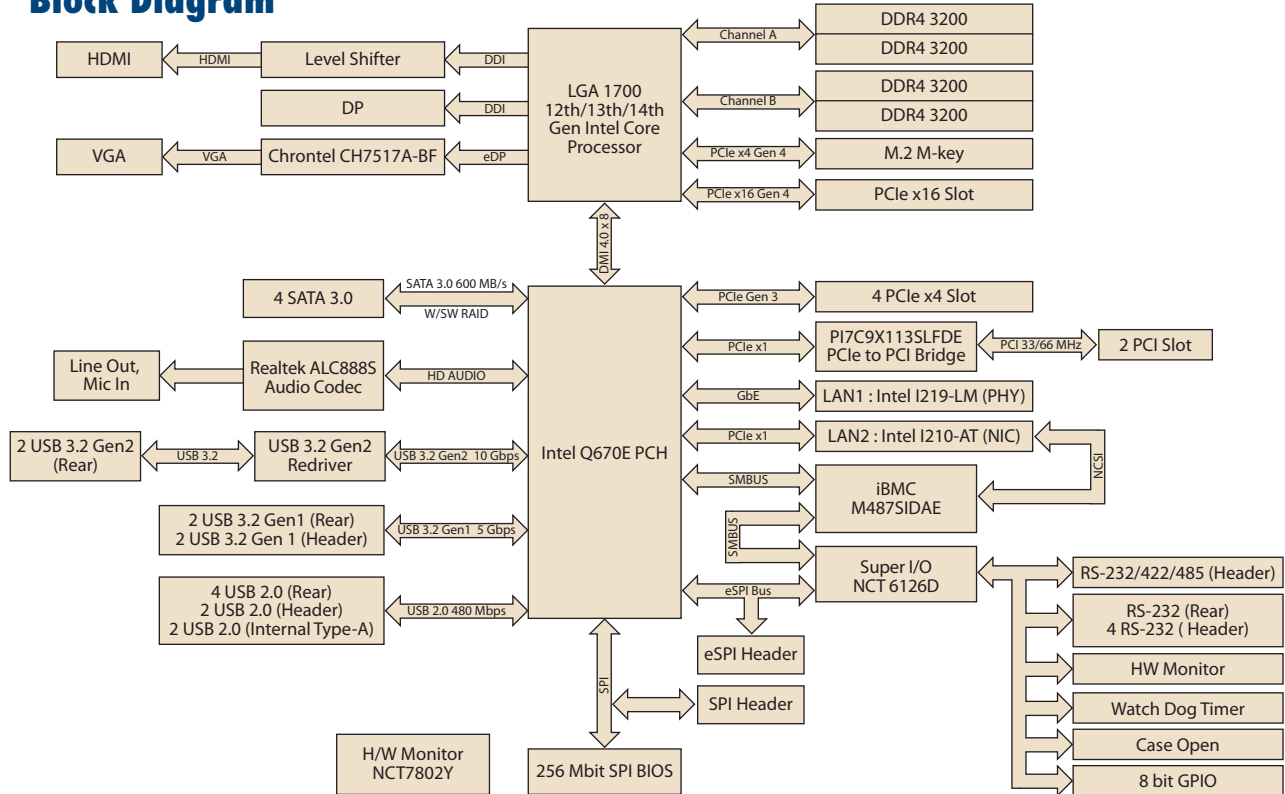 Block Diagram
HDMI
HDMI
Level Shifter
DDI
DP
DDI
VGA
VGA
Chrontel CH7517A-BF
eDP
LGA 1700
12th/13th/14th
Gen Intel Core
Processor
Channel A
DDR4 3200
DDR4 3200
Channel B
DDR4 3200
DDR4 3200
PCIe x4 Gen 4
M.2 M-key
PCIe x16 Gen 4
PCIe x16 Slot
DMI 4.0 x 8
4 SATA 3.0
SATA 3.0 600 MB/s
W/SW RAID
Line Out,
Mic In
Realtek ALC888S
Audio Codec
HD AUDIO
2 USB 3.2 Gen2
(Rear)
USB 3.2
USB 3.2 Gen2
Redriver
USB 3.2 Gen2 10 Gbps
2 USB 3.2 Gen1 (Rear)
2 USB 3.2 Gen 1 (Header)
USB 3.2 Gen1 5 Gbps
4 USB 2.0 (Rear)
2 USB 2.0 (Header)
2 USB 2.0 (Internal Type-A)
USB 2.0 480 Mbps
Intel Q670E PCH
PCIe Gen 3
4 PCIe x4 Slot
PCIe x1
PI7C9X113SLFDE
PCIe to PCI Bridge
PCI 33/66 MHz
2 PCI Slot
GbE
LAN1 : Intel I219-LM (PHY)
PCIe x1
LAN2 : Intel I210-AT (NIC)
NCSI
SMBUS
iBMC
M487SIDAE
SMBUS
Super I/O
NCT 6126D
eSPI Bus
eSPI Header
RS-232/422/485 (Header)
RS-232 (Rear)
4 RS-232 ( Header)
HW Monitor
Watch Dog Timer
Case Open
8 bit GPIO
SPI
SPI Header
H/W Monitor
NCT7802Y
256 Mbit SPI BIOS